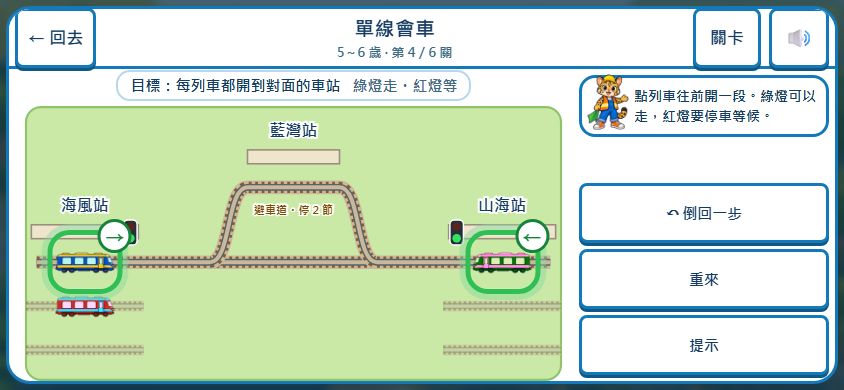 ← 回去
單線會車
5~6 歲 · 第 4 / 6 關
關卡
目標：每列車都開到對面的車站 綠燈走・紅燈等
點列車往前開一段。綠燈可以
走，紅燈要停車等候。
藍灣站
避車道・停 2 節
海風站
山海站
↶ 倒回一步
重來
提示